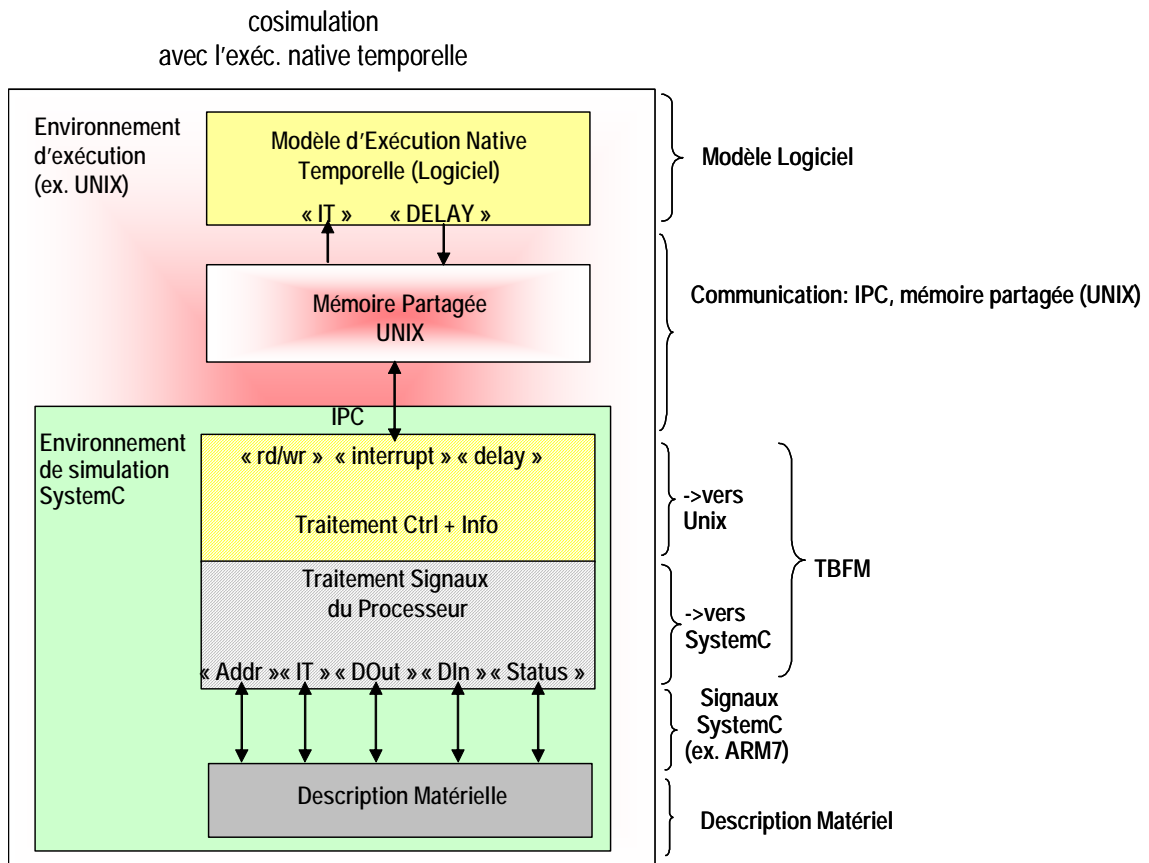 cosimulation
avec l'exéc. native temporelle
Environnement
d'exécution
(ex. UNIX)
Modèle d'Exécution Native
Temporelle (Logiciel)
« IT » « DELAY »
Modèle Logiciel
Mémoire Partagée
UNIX
Communication: IPC, mémoire partagée (UNIX)
IPC
Environnement
de simulation
SystemC
« rd/wr » « interrupt » « delay »
Traitement Ctrl + Info
->vers
Unix
Traitement Signaux
du Processeur
->vers
SystemC
TBFM
« Addr » « IT » « DOut » « DIn » « Status »
Signaux
SystemC
(ex. ARM7)
Description Matérielle
Description Matériel